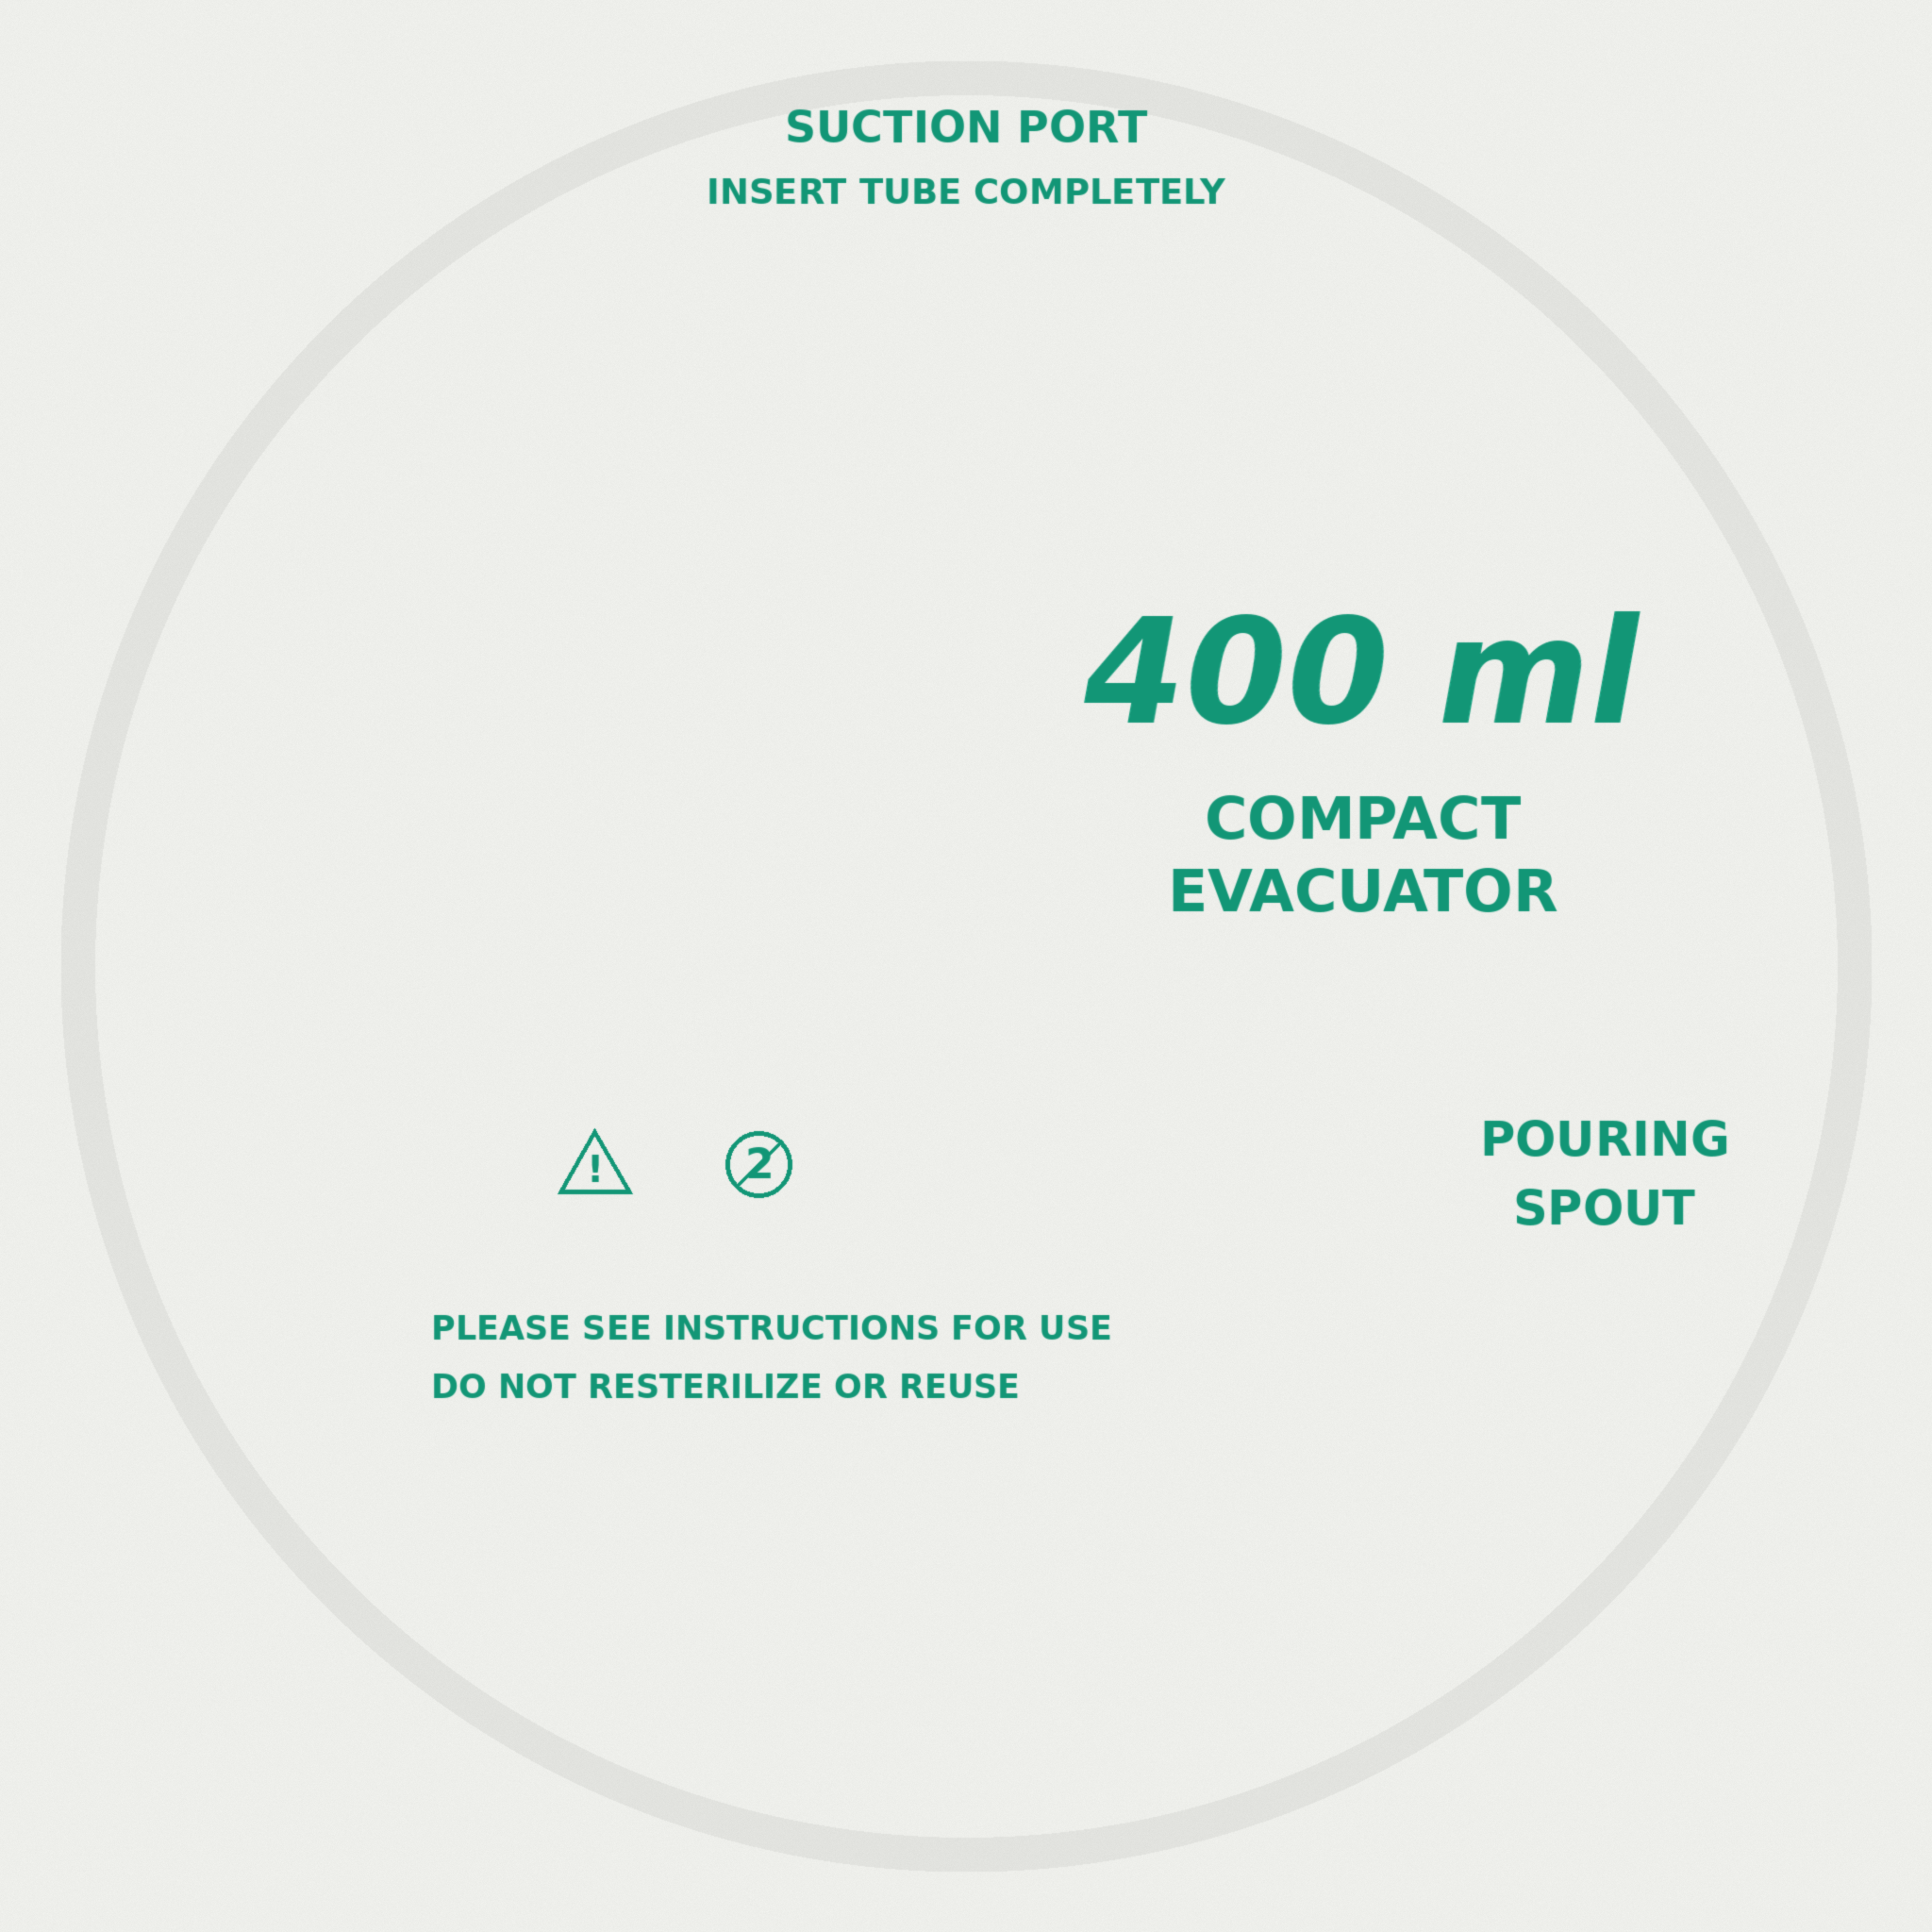 SUCTION PORT
INSERT TUBE COMPLETELY
400 ml
COMPACT
EVACUATOR
!
2
POURING
SPOUT
PLEASE SEE INSTRUCTIONS FOR USE
DO NOT RESTERILIZE OR REUSE